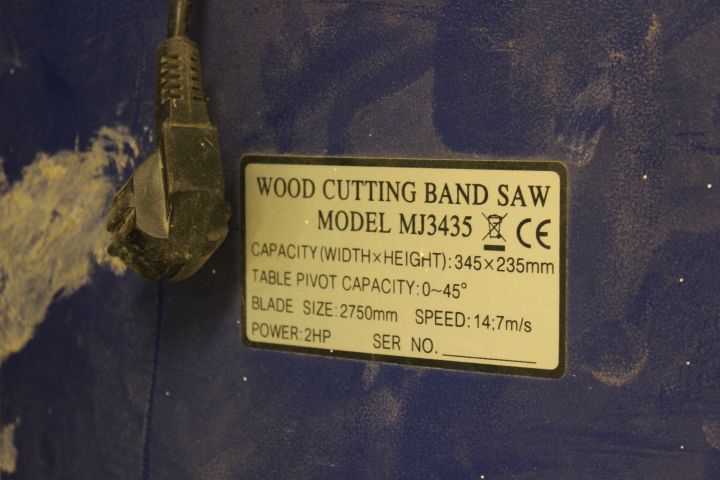 WOOD CUTTING BAND SAW
MODEL MJ3435 CE
CAPACITY(WIDTH×HEIGHT):345×235mm
TABLE PIVOT CAPACITY:0~45°
BLADE SIZE:2750mm SPEED:14;7m/s
POWER:2HP SER NO.